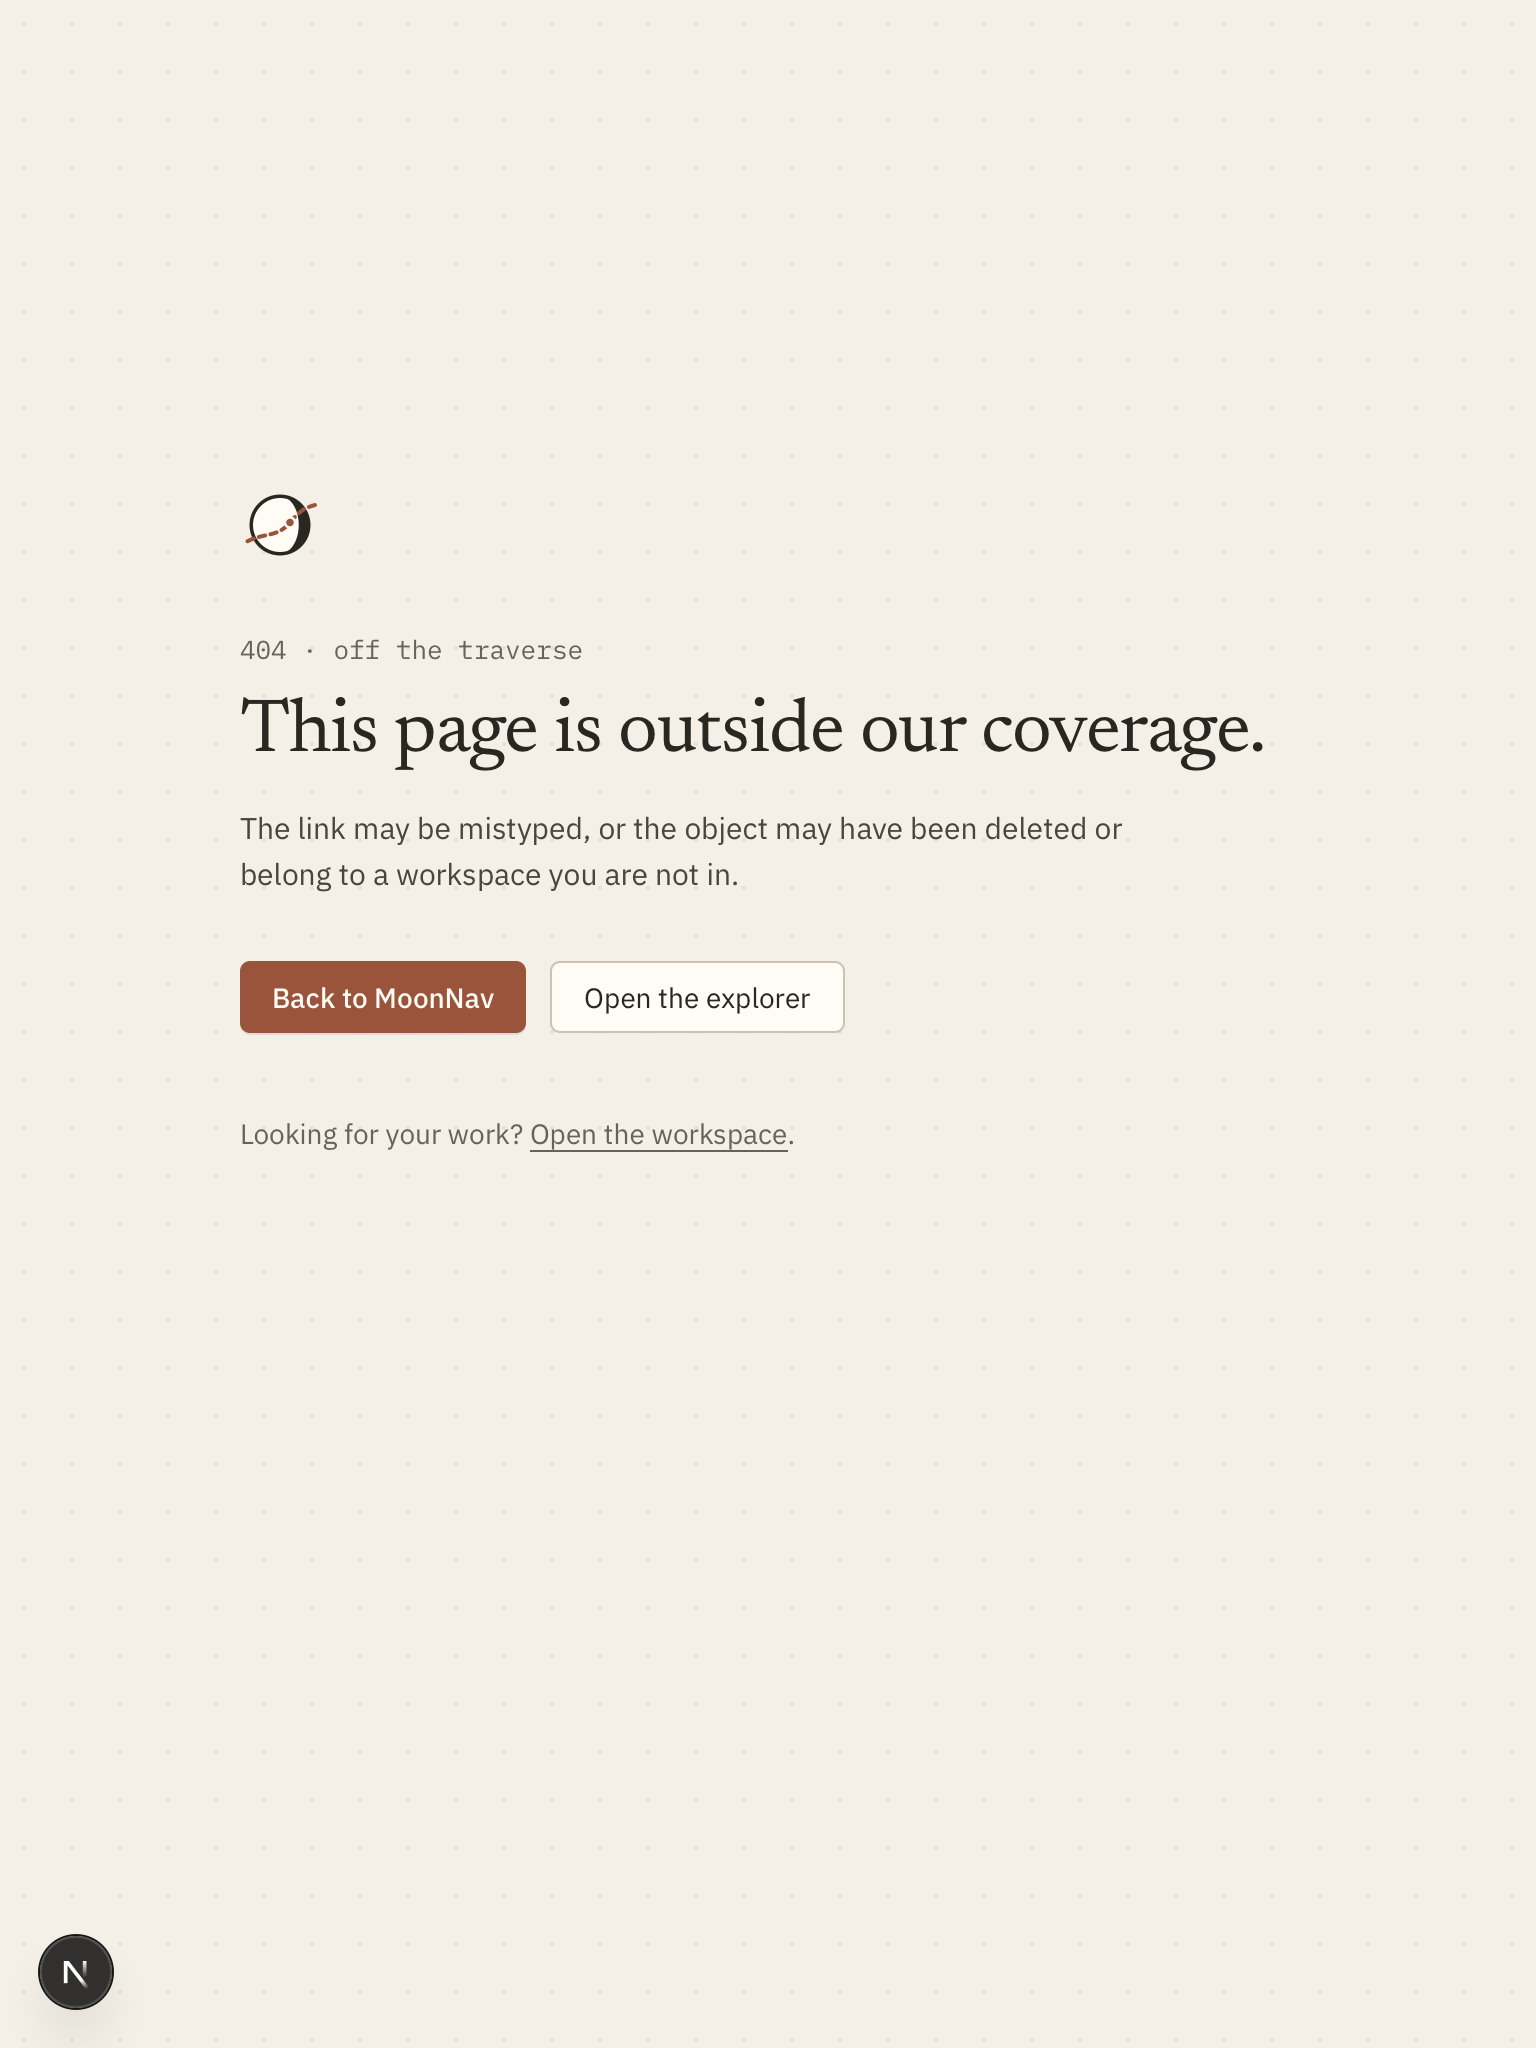 404 · off the traverse
This page is outside our coverage.
The link may be mistyped, or the object may have been deleted or
belong to a workspace you are not in.
Back to MoonNav
Open the explorer
Looking for your work? Open the workspace.
N